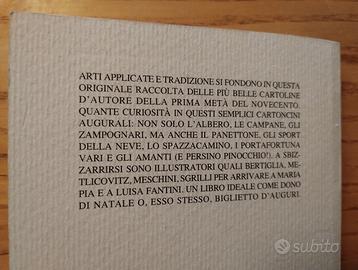 ARTI APPLICATE E TRADIZIONE SI FONDONO IN QUESTA
ORIGINALE RACCOLTA DELLE PIÙ BELLE CARTOLINE
D'AUTORE DELLA PRIMA METÀ DEL NOVECENTO.
QUANTE CURIOSITÀ IN QUESTI SEMPLICI CARTONCINI
AUGURALI: NON SOLO L'ALBERO, LE CAMPANE, GLI
ZAMPOGNARI, MA ANCHE IL PANETTONE, GLI SPORT
DELLA NEVE, LO SPAZZACAMINO, I PORTAFORTUNA
VARI E GLI AMANTI (E PERSINO PINOCCHIO!). A SBIZ-
ZARRIRSI SONO ILLUSTRATORI QUALI BERTIGLIA, ME-
TLICOVITZ, MESCHINI, SGRILLI PER ARRIVARE A MARIA
PIA E A LUISA FANTINI. UN LIBRO IDEALE COME DONO
DI NATALE O, ESSO STESSO, BIGLIETTO D'AUGURI.
subito